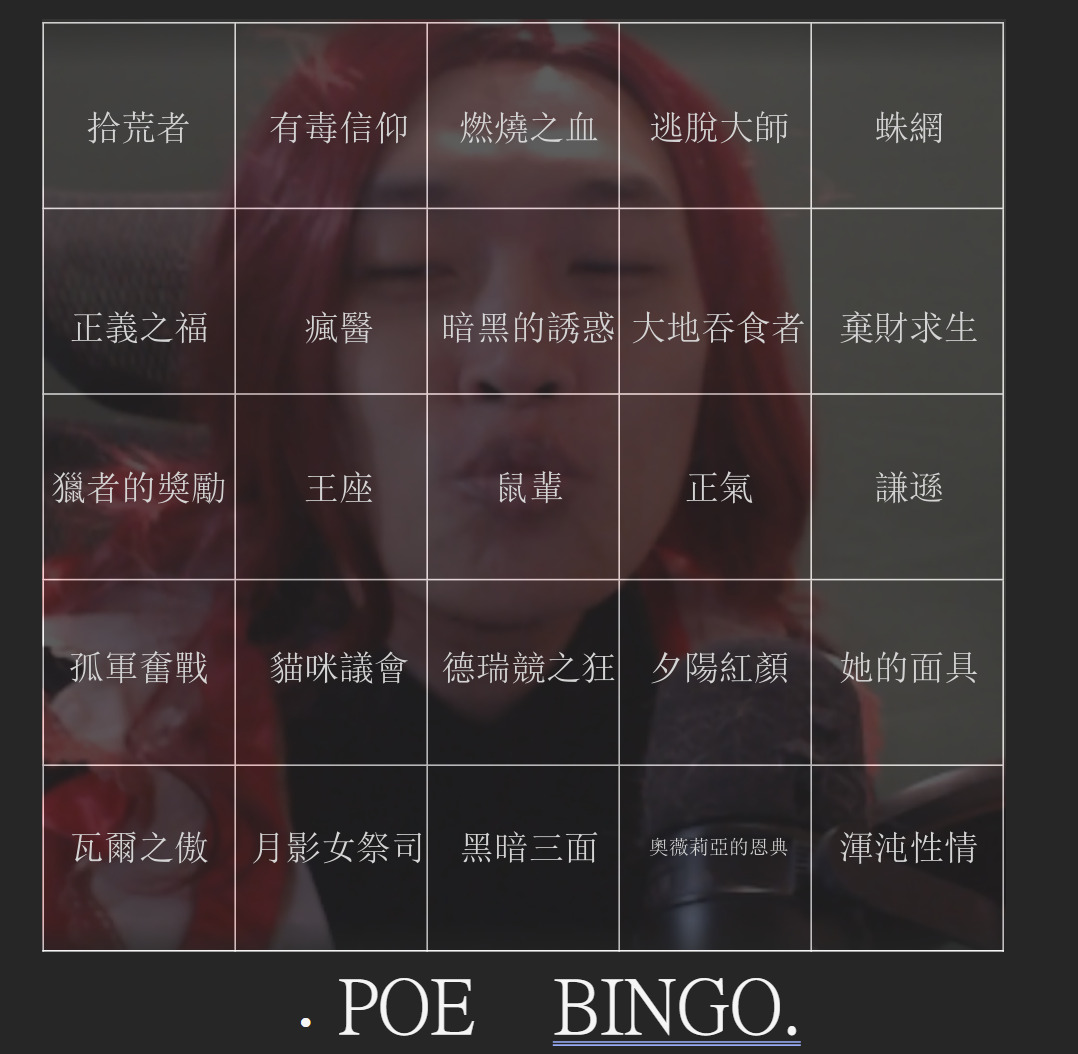 拾荒者 有毒信仰 燃燒之血 逃脫大師 蛛網
正義之福 瘋醫 暗黑的誘惑 大地吞食者 棄財求生
獵者的獎勵 王座 鼠輩 正氣 謙遜
孤軍奮戰 貓咪議會 德瑞競之狂 夕陽紅顏 她的面具
瓦爾之傲 月影女祭司 黑暗三面 奧薇莉亞的恩典 渾沌性情
. POE BINGO.